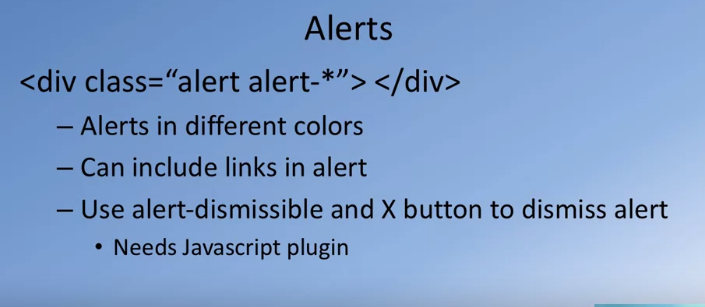 Alerts
<div class=“alert alert-*”> </div>
– Alerts in different colors
– Can include links in alert
– Use alert-dismissible and X button to dismiss alert
• Needs Javascript plugin